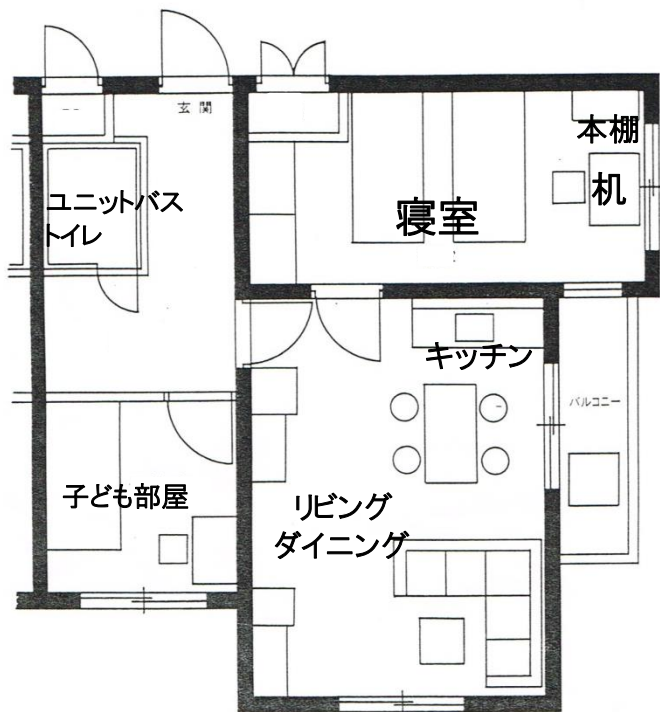 玄関
本棚
机
ユニットバス
トイレ
寝室
キッチン
バルコニー
子ども部屋
リビング
ダイニング